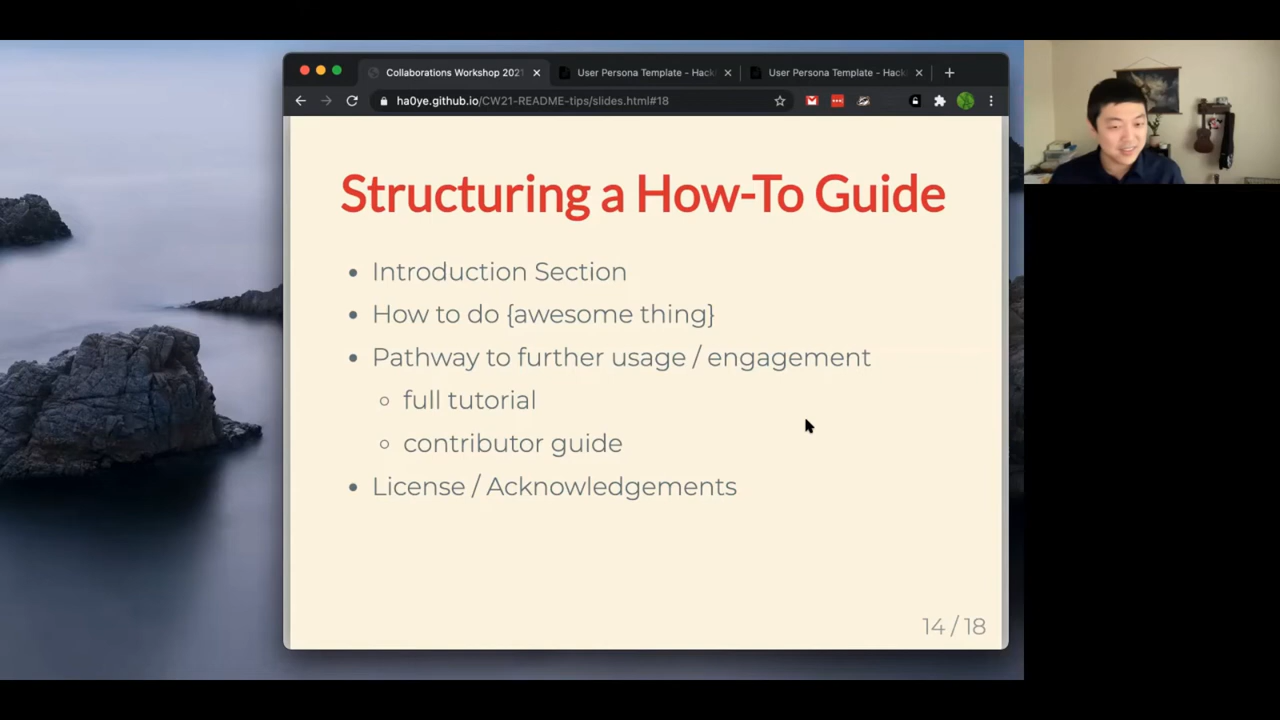 Collaborations Workshop 2021
User Persona Template - Hack
User Persona Template - Hack
ha0ye.github.io/CW21-README-tips/slides.html#18
Structuring a How-To Guide
• Introduction Section
• How to do {awesome thing}
• Pathway to further usage / engagement
○ full tutorial
○ contributor guide
• License / Acknowledgements
14 / 18